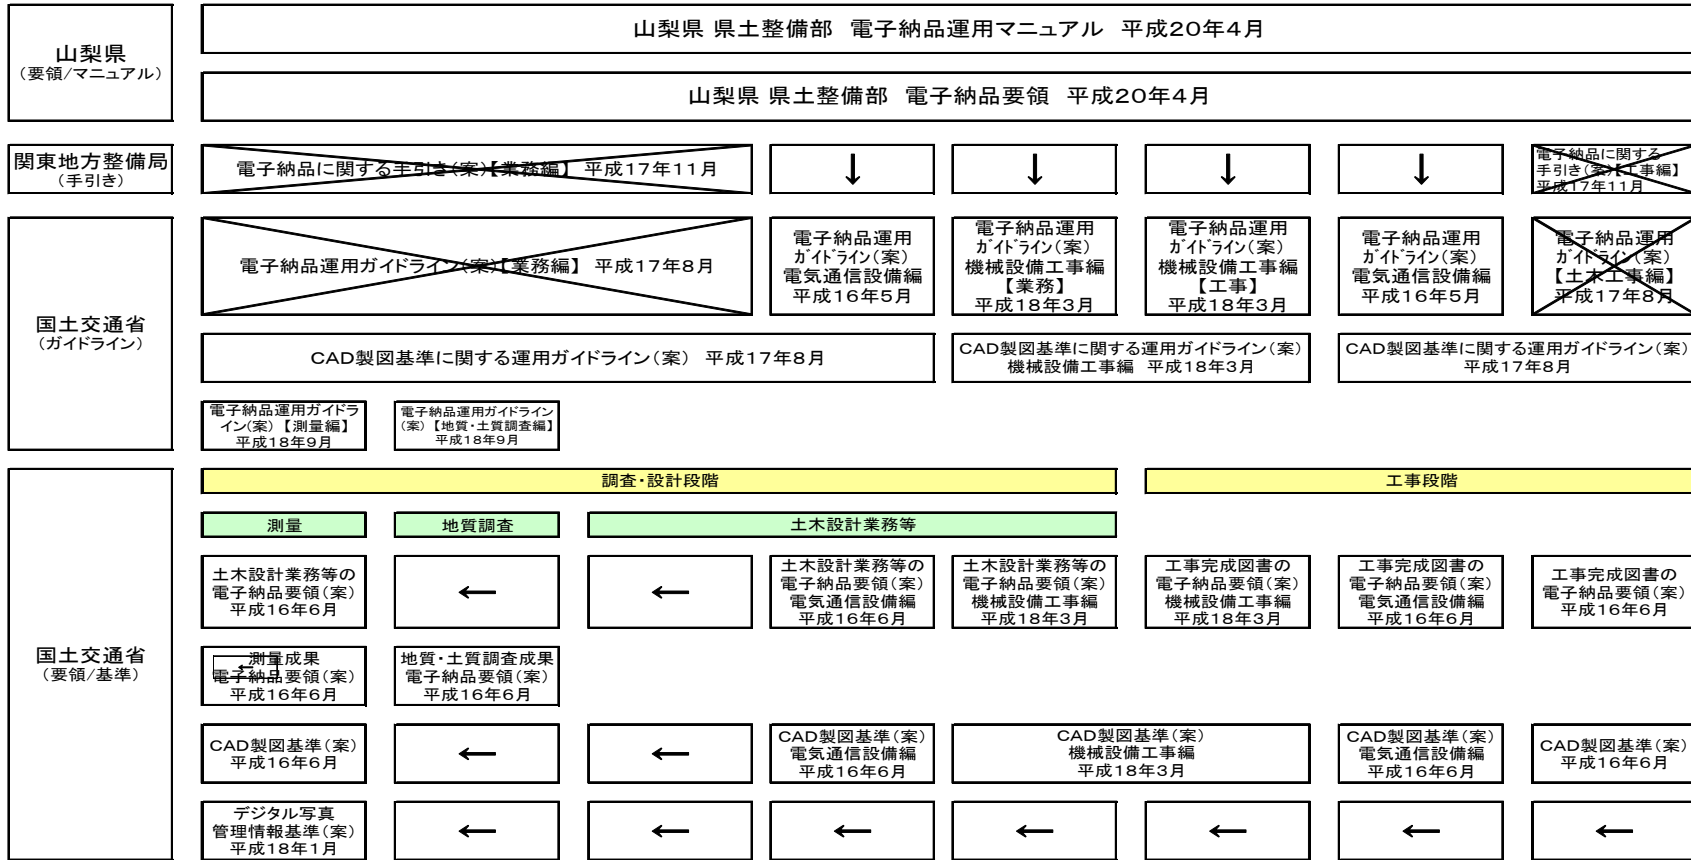 山梨県
（要領/マニュアル）
山梨県 県土整備部 電子納品運用マニュアル 平成20年4月
山梨県 県土整備部 電子納品要領 平成20年4月
関東地方整備局
（手引き）
電子納品に関する手引き（案）【業務編】 平成17年11月
↓
↓
↓
↓
電子納品に関する
手引き（案）【工事編】
平成17年11月
国土交通省
（ガイドライン）
電子納品運用ガイドライン（案）【業務編】 平成17年8月
電子納品運用
ｶﾞｲﾄﾞﾗｲﾝ（案）
電気通信設備編
平成16年5月
電子納品運用
ｶﾞｲﾄﾞﾗｲﾝ（案）
機械設備工事編
【業務】
平成18年3月
電子納品運用
ｶﾞｲﾄﾞﾗｲﾝ（案）
機械設備工事編
【工事】
平成18年3月
電子納品運用
ｶﾞｲﾄﾞﾗｲﾝ（案）
電気通信設備編
平成16年5月
電子納品運用
ｶﾞｲﾄﾞﾗｲﾝ（案）
【土木工事編】
平成17年8月
CAD製図基準に関する運用ガイドライン（案） 平成17年8月
CAD製図基準に関する運用ガイドライン（案）
機械設備工事編 平成18年3月
CAD製図基準に関する運用ガイドライン（案）
平成17年8月
電子納品運用ガイドラ
イン（案）【測量編】
平成18年9月
電子納品運用ガイドライン
（案）【地質・土質調査編】
平成18年9月
国土交通省
（要領/基準）
調査・設計段階
工事段階
測量
地質調査
土木設計業務等
土木設計業務等の
電子納品要領（案）
平成16年6月
←
←
土木設計業務等の
電子納品要領（案）
電気通信設備編
平成16年6月
土木設計業務等の
電子納品要領（案）
機械設備工事編
平成18年3月
工事完成図書の
電子納品要領（案）
機械設備工事編
平成18年3月
工事完成図書の
電子納品要領（案）
電気通信設備編
平成16年6月
工事完成図書の
電子納品要領（案）
平成16年6月
測量成果
←
電子納品要領（案）
平成16年6月
地質・土質調査成果
電子納品要領（案）
平成16年6月
CAD製図基準（案）
平成16年6月
←
←
CAD製図基準（案）
電気通信設備編
平成16年6月
CAD製図基準（案）
機械設備工事編
平成18年3月
CAD製図基準（案）
電気通信設備編
平成16年6月
CAD製図基準（案）
平成16年6月
デジタル写真
管理情報基準（案）
平成18年1月
←
←
←
←
←
←
←